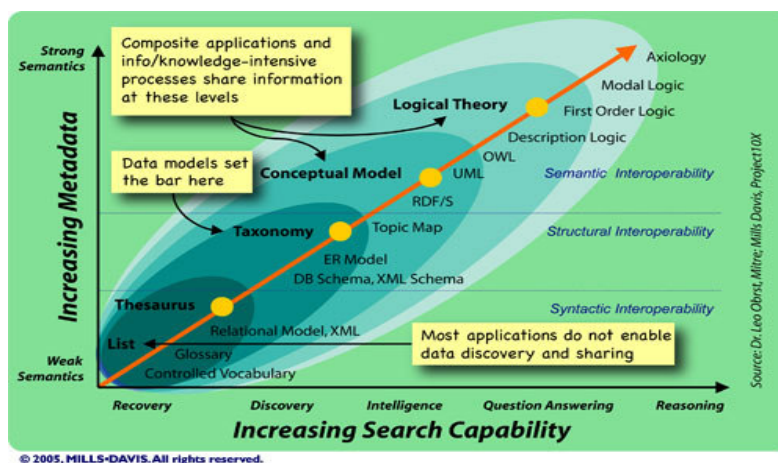 Strong
Semantics
Composite applications and
info/knowledge-intensive
processes share information
at these levels
Axiology
Modal Logic
Logical Theory
First Order Logic
Description Logic
OWL
Data models set
the bar here
Conceptual Model
UML
Semantic Interoperability
RDF/S
Taxonomy
Topic Map
Structural Interoperability
ER Model
DB Schema, XML Schema
Thesaurus
Syntactic Interoperability
Relational Model, XML
List
Most applications do not enable
data discovery and sharing
Glossary
Controlled Vocabulary
Weak
Semantics
Increasing Metadata
Source: Dr. Leo Obrst, Mitre; Mills Davis, Project10X
Recovery Discovery Intelligence Question Answering Reasoning
Increasing Search Capability
© 2005, MILLS•DAVIS. All rights reserved.